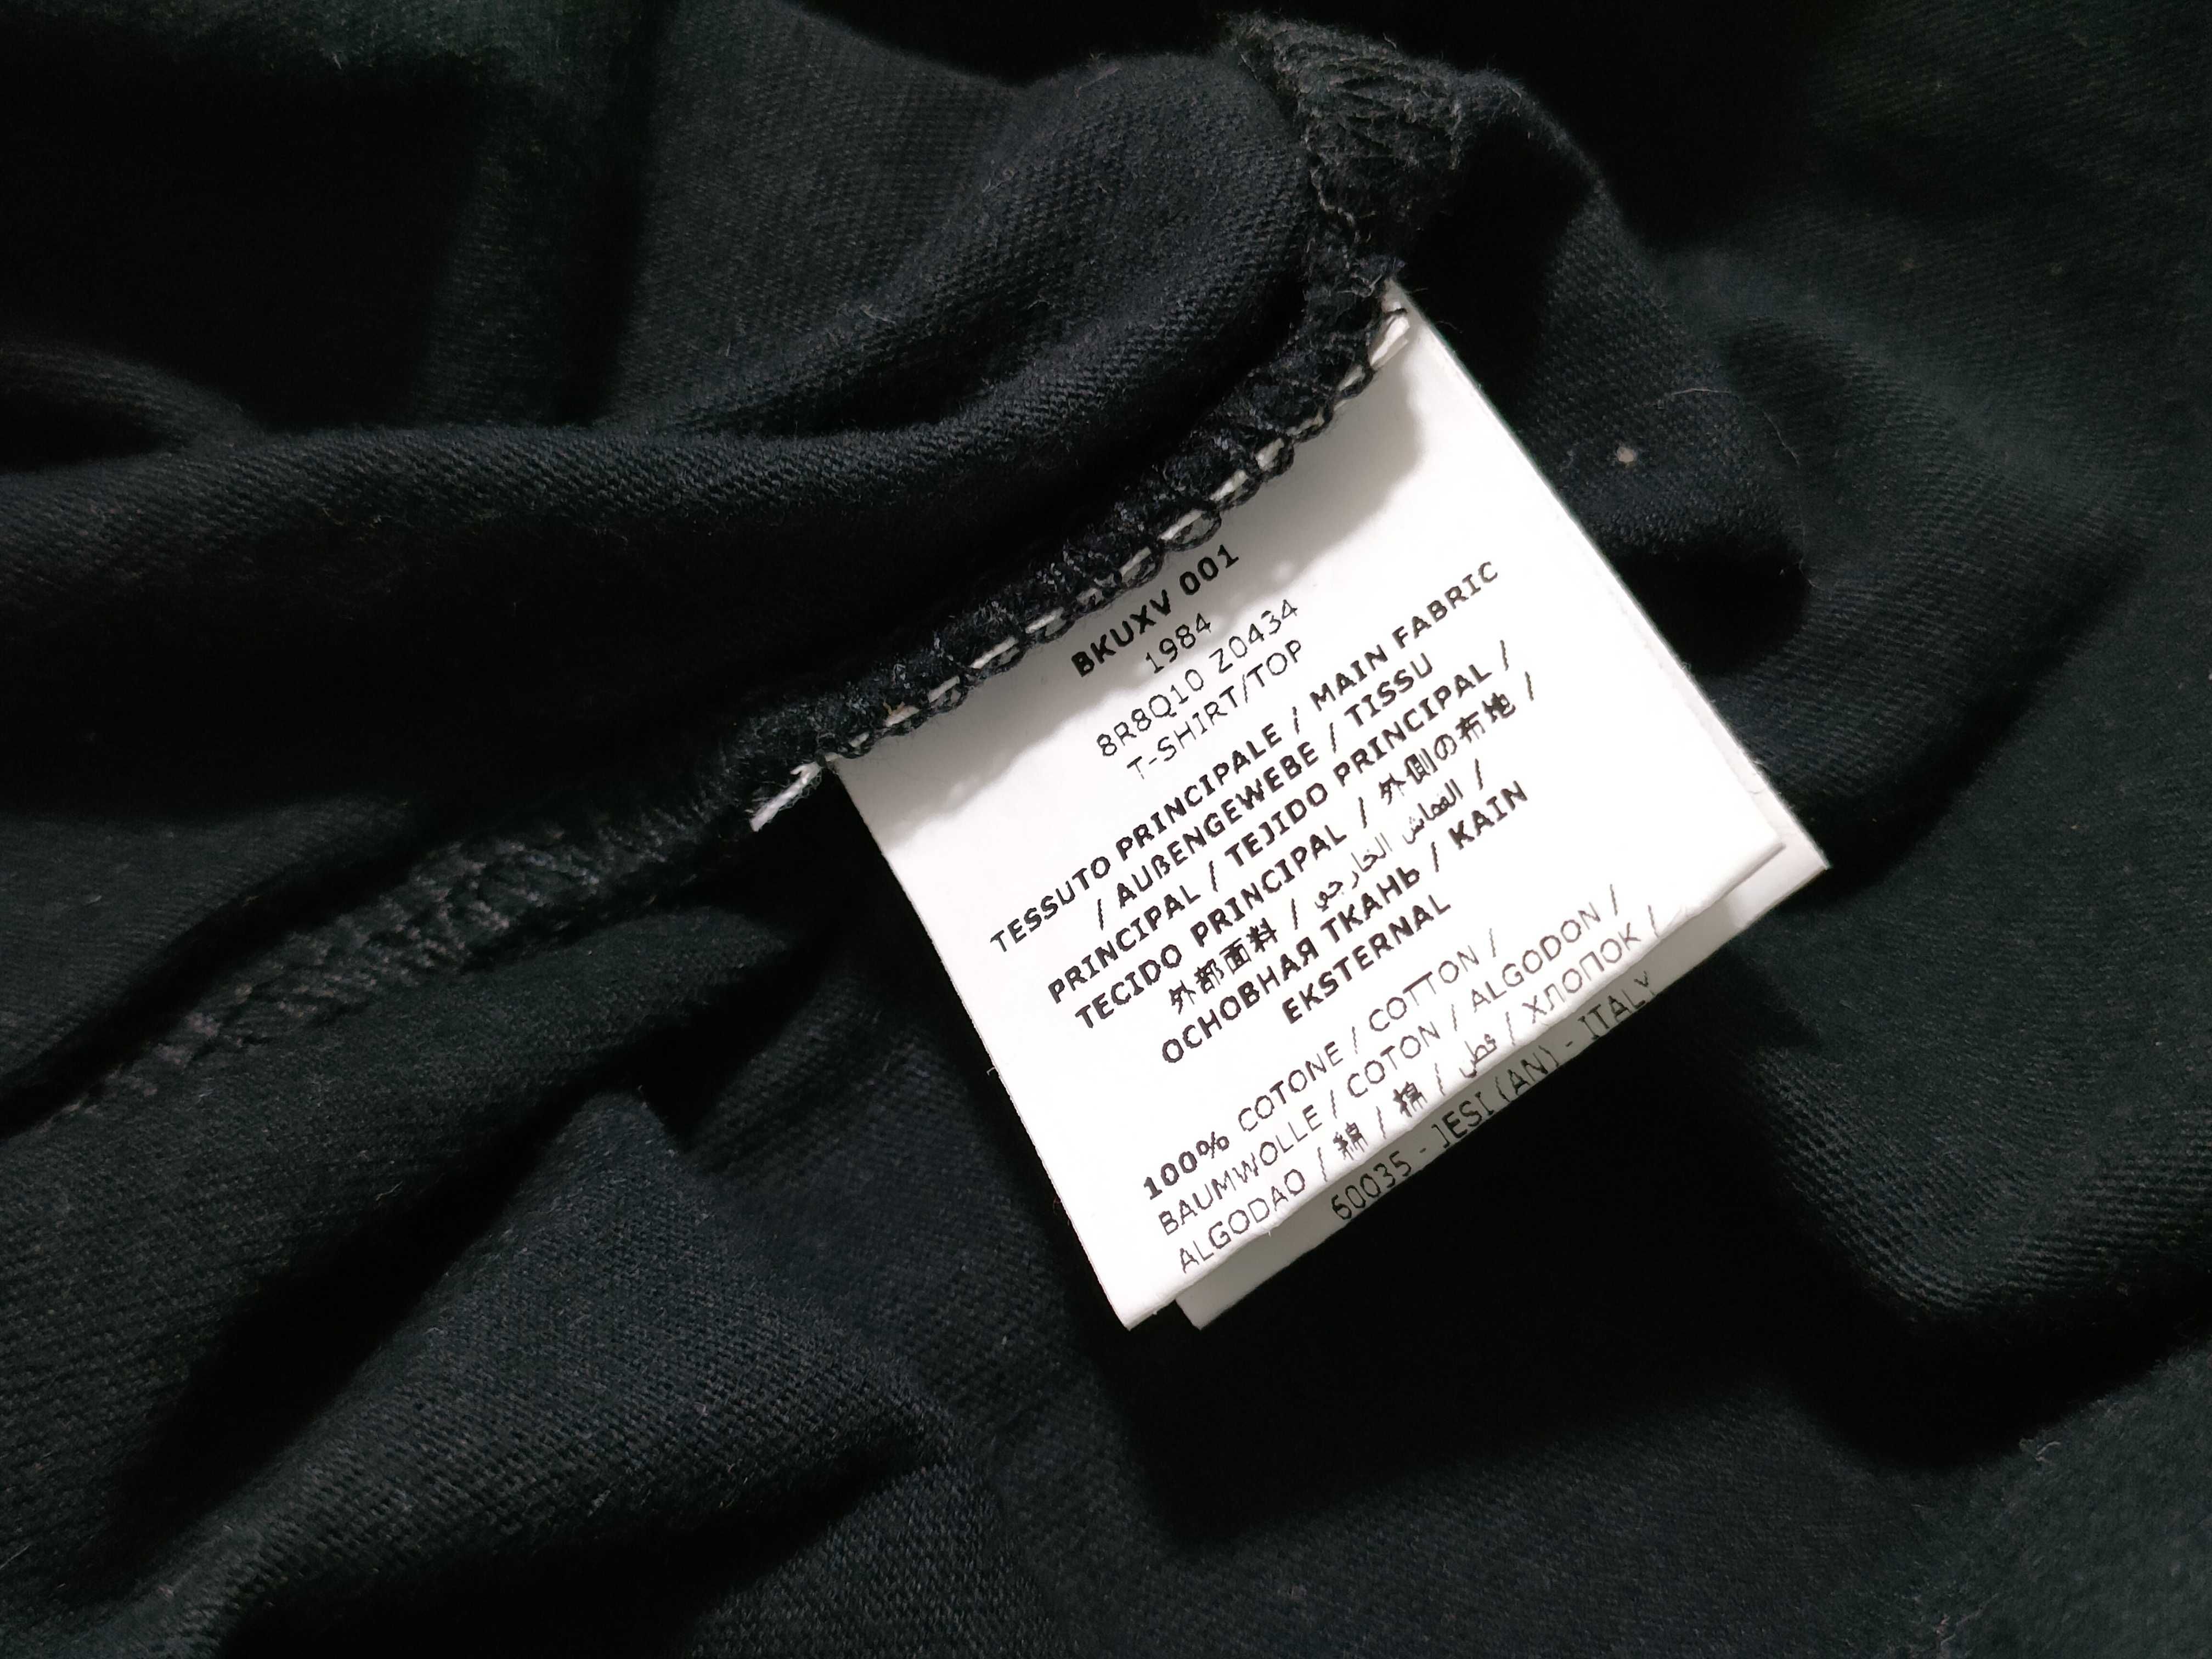 BKUXV 001
1984
8R8Q10 Z0434
T-SHIRT/TOP
TESSUTO PRINCIPALE / MAIN FABRIC
/ AUßENGEWEBE / TISSU
PRINCIPAL / TEJIDO PRINCIPAL /
TECIDO PRINCIPAL / 外側の布地 /
外部面料 / القماش الخارجي /
ОСНОВНАЯ ТКАНЬ / KAIN
EKSTERNAL
100% COTONE / COTTON /
BAUMWOLLE / COTON / ALGODON /
ALGODAO / 綿 / 棉 / قطن / ХЛОПОК /
60035 - JESI (AN) - ITALY